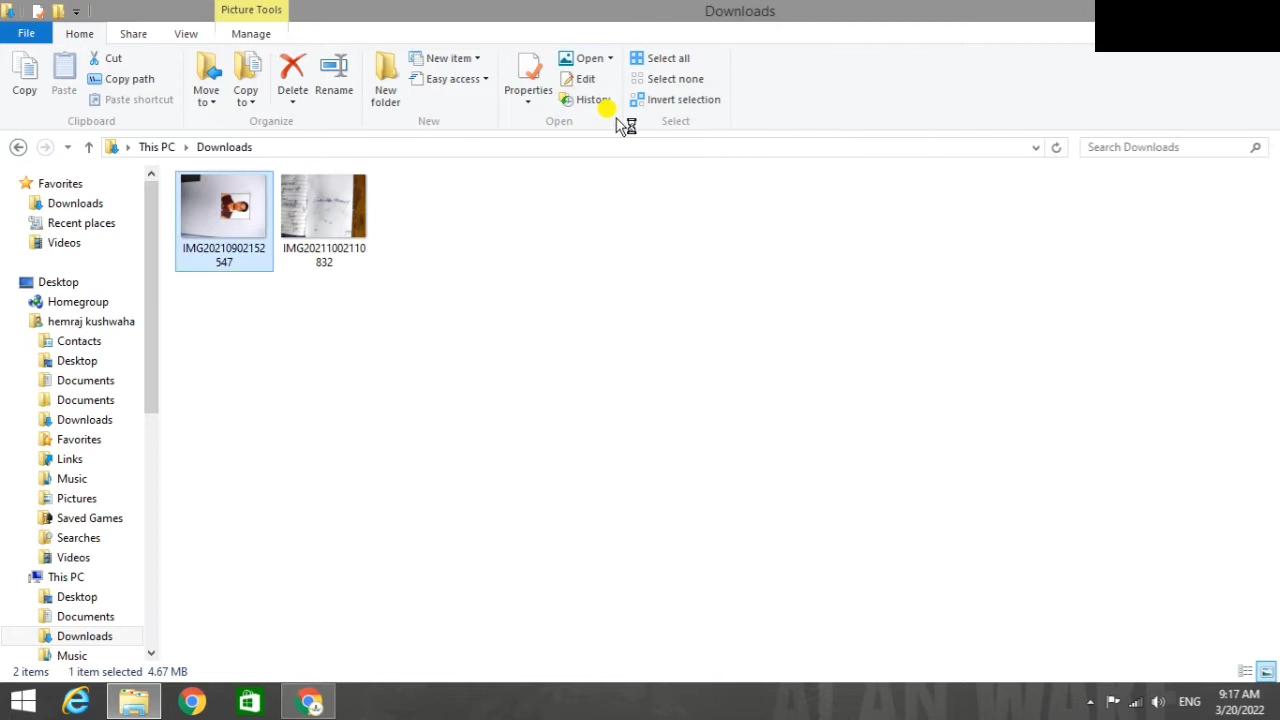 Picture Tools
Downloads
File
Home
Share
View
Manage
Copy
Paste
Cut
Copy path
Paste shortcut
Clipboard
Move to
Copy to
Delete
Rename
Organize
New folder
New item
Easy access
New
Properties
Open
Edit
History
Open
Select all
Select none
Invert selection
Select
This PC
Downloads
Search Downloads
Favorites
Downloads
Recent places
Videos
Desktop
Homegroup
hemraj kushwaha
Contacts
Desktop
Documents
Documents
Downloads
Favorites
Links
Music
Pictures
Saved Games
Searches
Videos
This PC
Desktop
Documents
Downloads
Music
IMG20210902152
547
IMG20211002110
832
2 items
1 item selected 4.67 MB
ENG
9:17 AM
3/20/2022